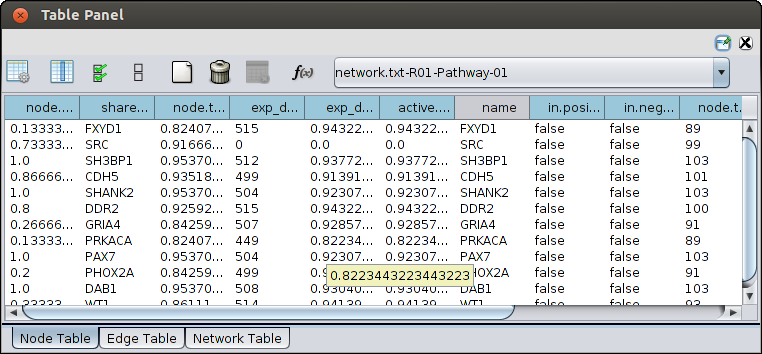 Table Panel
f(x) network.txt-R01-Pathway-01
node.... share... node.t... exp_d... exp_d... active.... name in.posi... in.neg... node.t...
0.13333... FXYD1 0.82407... 515 0.94322... 0.94322... FXYD1 false false 89
0.73333... SRC 0.91666... 0 0.0 0.0 SRC false false 99
1.0 SH3BP1 0.95370... 512 0.93772... 0.93772... SH3BP1 false false 103
0.86666... CDH5 0.93518... 499 0.91391... 0.91391... CDH5 false false 101
1.0 SHANK2 0.95370... 504 0.92307... 0.92307... SHANK2 false false 103
0.8 DDR2 0.92592... 515 0.94322... 0.94322... DDR2 false false 100
0.26666... GRIA4 0.84259... 507 0.92857... 0.92857... GRIA4 false false 91
0.13333... PRKACA 0.82407... 449 0.82234... 0.82234... PRKACA false false 89
1.0 PAX7 0.95370... 504 0.92307... 0.92307... PAX7 false false 103
0.2 PHOX2A 0.84259... 499 0.8223443223443223 false false 91
1.0 DAB1 0.95370... 508 0.93040... 0.93040... DAB1 false false 103
0.33333... WT1 0.86111... 514 0.94139... 0.94139... WT1 false false 93
Node Table Edge Table Network Table